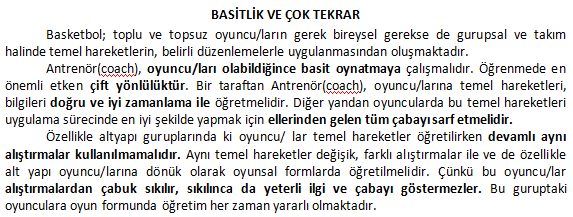 BASİTLİK VE ÇOK TEKRAR
Basketbol; toplu ve topsuz oyuncu/ların gerek bireysel gerekse de gurupsal ve takım
halinde temel hareketlerin, belirli düzenlemelerle uygulanmasından oluşmaktadır.
Antrenör(coach), oyuncu/ları olabildiğince basit oynatmaya çalışmalıdır. Öğrenmede en
önemli etken çift yönlülüktür. Bir taraftan Antrenör(coach), oyuncu/larına temel hareketleri,
bilgileri doğru ve iyi zamanlama ile öğretmelidir. Diğer yandan oyuncularda bu temel hareketleri
uygulama sürecinde en iyi şekilde yapmak için ellerinden gelen tüm çabayı sarf etmelidir.
Özellikle altyapı guruplarında ki oyuncu/ lar temel hareketler öğretilirken devamlı aynı
alıştırmalar kullanılmamalıdır. Aynı temel hareketler değişik, farklı alıştırmalar ile ve de özellikle
alt yapı oyuncu/larına dönük olarak oyunsal formlarda öğretilmelidir. Çünkü bu oyuncu/lar
alıştırmalardan çabuk sıkılır, sıkılınca da yeterli ilgi ve çabayı göstermezler. Bu guruptaki
oyunculara oyun formunda öğretim her zaman yararlı olmaktadır.